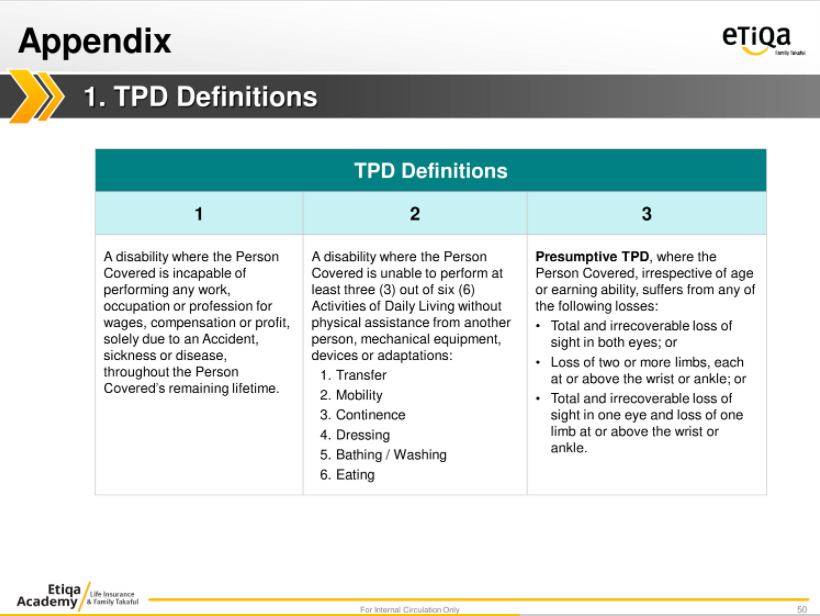 Appendix
eTiQa
Family Takaful
1. TPD Definitions
TPD Definitions
1
2
3
A disability where the Person
Covered is incapable of
performing any work,
occupation or profession for
wages, compensation or profit,
solely due to an Accident,
sickness or disease,
throughout the Person
Covered's remaining lifetime.
A disability where the Person
Covered is unable to perform at
least three (3) out of six (6)
Activities of Daily Living without
physical assistance from another
person, mechanical equipment,
devices or adaptations:
1. Transfer
2. Mobility
3. Continence
4. Dressing
5. Bathing / Washing
6. Eating
Presumptive TPD, where the
Person Covered, irrespective of age
or earning ability, suffers from any of
the following losses:
• Total and irrecoverable loss of
sight in both eyes; or
• Loss of two or more limbs, each
at or above the wrist or ankle; or
• Total and irrecoverable loss of
sight in one eye and loss of one
limb at or above the wrist or
ankle.
Etiqa
Academy
Life Insurance
& Family Takaful
For Internal Circulation Only
50